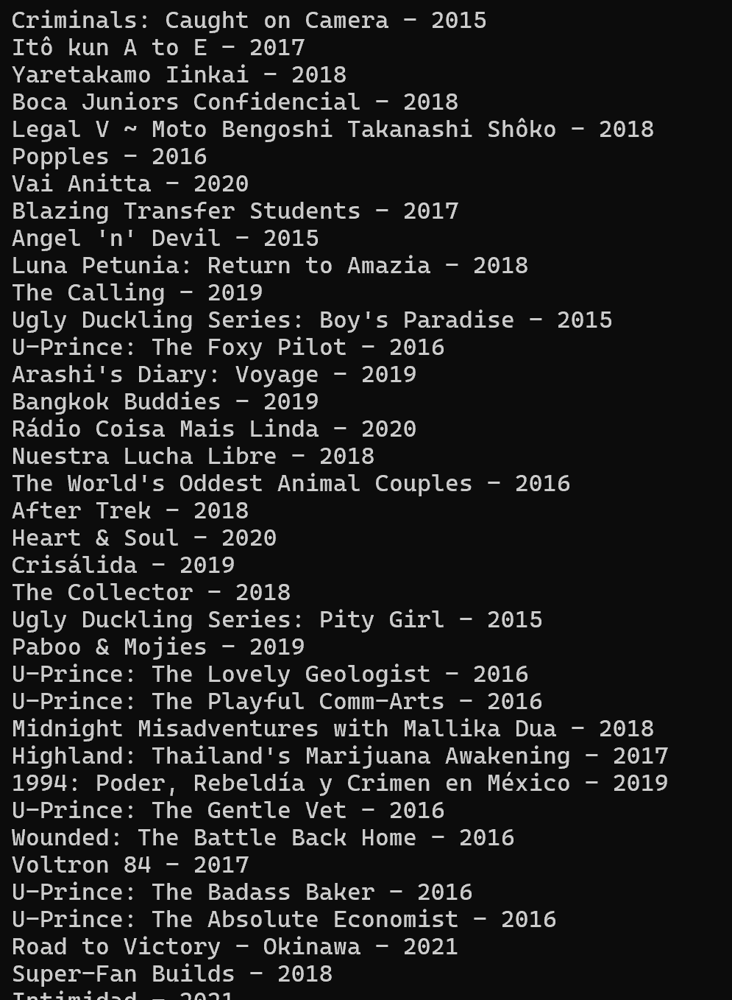 Criminals: Caught on Camera - 2015
Itô kun A to E - 2017
Yaretakamo Iinkai - 2018
Boca Juniors Confidencial - 2018
Legal V ~ Moto Bengoshi Takanashi Shôko - 2018
Popples - 2016
Vai Anitta - 2020
Blazing Transfer Students - 2017
Angel 'n' Devil - 2015
Luna Petunia: Return to Amazia - 2018
The Calling - 2019
Ugly Duckling Series: Boy's Paradise - 2015
U-Prince: The Foxy Pilot - 2016
Arashi's Diary: Voyage - 2019
Bangkok Buddies - 2019
Rádio Coisa Mais Linda - 2020
Nuestra Lucha Libre - 2018
The World's Oddest Animal Couples - 2016
After Trek - 2018
Heart & Soul - 2020
Crisálida - 2019
The Collector - 2018
Ugly Duckling Series: Pity Girl - 2015
Paboo & Mojies - 2019
U-Prince: The Lovely Geologist - 2016
U-Prince: The Playful Comm-Arts - 2016
Midnight Misadventures with Mallika Dua - 2018
Highland: Thailand's Marijuana Awakening - 2017
1994: Poder, Rebeldía y Crimen en México - 2019
U-Prince: The Gentle Vet - 2016
Wounded: The Battle Back Home - 2016
Voltron 84 - 2017
U-Prince: The Badass Baker - 2016
U-Prince: The Absolute Economist - 2016
Road to Victory - Okinawa - 2021
Super-Fan Builds - 2018
Intimidad - 2021